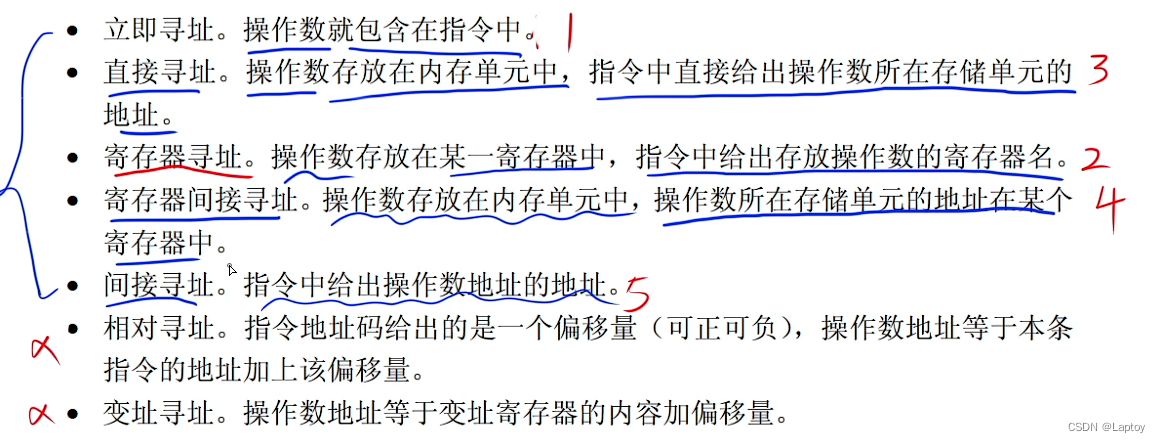 • 立即寻址。操作数就包含在指令中。 1
• 直接寻址。操作数存放在内存单元中，指令中直接给出操作数所在存储单元的 3
地址。
• 寄存器寻址。操作数存放在某一寄存器中，指令中给出存放操作数的寄存器名。 2
• 寄存器间接寻址。操作数存放在内存单元中，操作数所在存储单元的地址在某个 4
寄存器中。
• 间接寻址。指令中给出操作数地址的地址。 5
• 相对寻址。指令地址码给出的是一个偏移量（可正可负），操作数地址等于本条
指令的地址加上该偏移量。
• 变址寻址。操作数地址等于变址寄存器的内容加偏移量。
CSDN @Laptoy